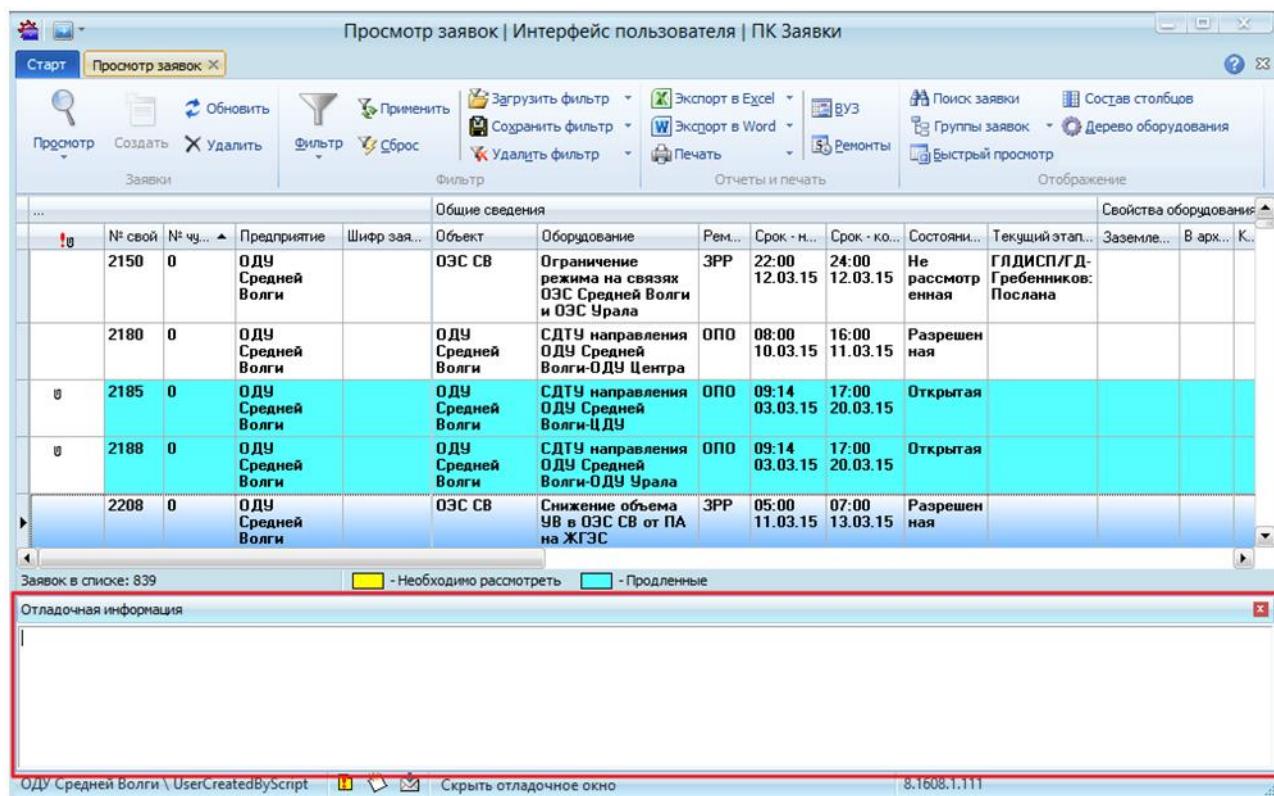 Просмотр заявок | Интерфейс пользователя | ПК Заявки
Старт Просмотр заявок
Просмотр Создать Обновить Удалить Фильтр Применить Сброс Загрузить фильтр Сохранить фильтр Удалить фильтр Экспорт в Excel Экспорт в Word Печать ВУЗ Ремонты Поиск заявки Группы заявок Быстрый просмотр Состав столбцов Дерево оборудования
Заявки Фильтр Отчеты и печать Отображение
... Общие сведения Свойства оборудования
№ свой № чу... Предприятие Шифр зая... Объект Оборудование Рем... Срок - н... Срок - ко... Состояни... Текущий этап... Заземле... В арх... К...
2150 0 ОДУ ОЭС СВ Ограничение ЗРР 22:00 24:00 Не ГЛДИСП/ГД-
Средней режима на связях 12.03.15 12.03.15 рассмотр Гребенников:
Волги ОЭС Средней Волги енная Послана
и ОЭС Урала
2180 0 ОДУ ОДУ СДТУ направления ОПО 08:00 16:00 Разрешен
Средней Средней ОДУ Средней 10.03.15 11.03.15 ная
Волги Волги Волги-ОДУ Центра
2185 0 ОДУ ОДУ СДТУ направления ОПО 09:14 17:00 Открытая
Средней Средней ОДУ Средней 03.03.15 20.03.15
Волги Волги Волги-ЦДУ
2188 0 ОДУ ОДУ СДТУ направления ОПО 09:14 17:00 Открытая
Средней Средней ОДУ Средней 03.03.15 20.03.15
Волги Волги Волги-ОДУ Урала
2208 0 ОДУ ОЭС СВ Снижение объема ЗРР 05:00 07:00 Разрешен
Средней УВ в ОЭС СВ от ПА 11.03.15 13.03.15 ная
Волги на ЖГЭС
Заявок в списке: 839 - Необходимо рассмотреть - Продленные
Отладочная информация
ОДУ Средней Волги \ UserCreatedByScript Скрыть отладочное окно 8.1608.1.111